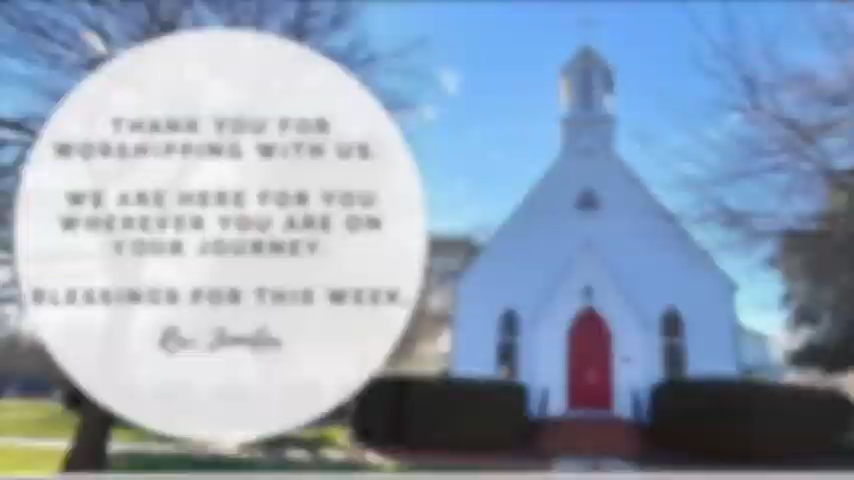 THANK YOU FOR
WORSHIPPING WITH US.
WE ARE HERE FOR YOU
WHEREVER YOU ARE ON
YOUR JOURNEY.
BLESSINGS FOR THIS WEEK,
Rev.